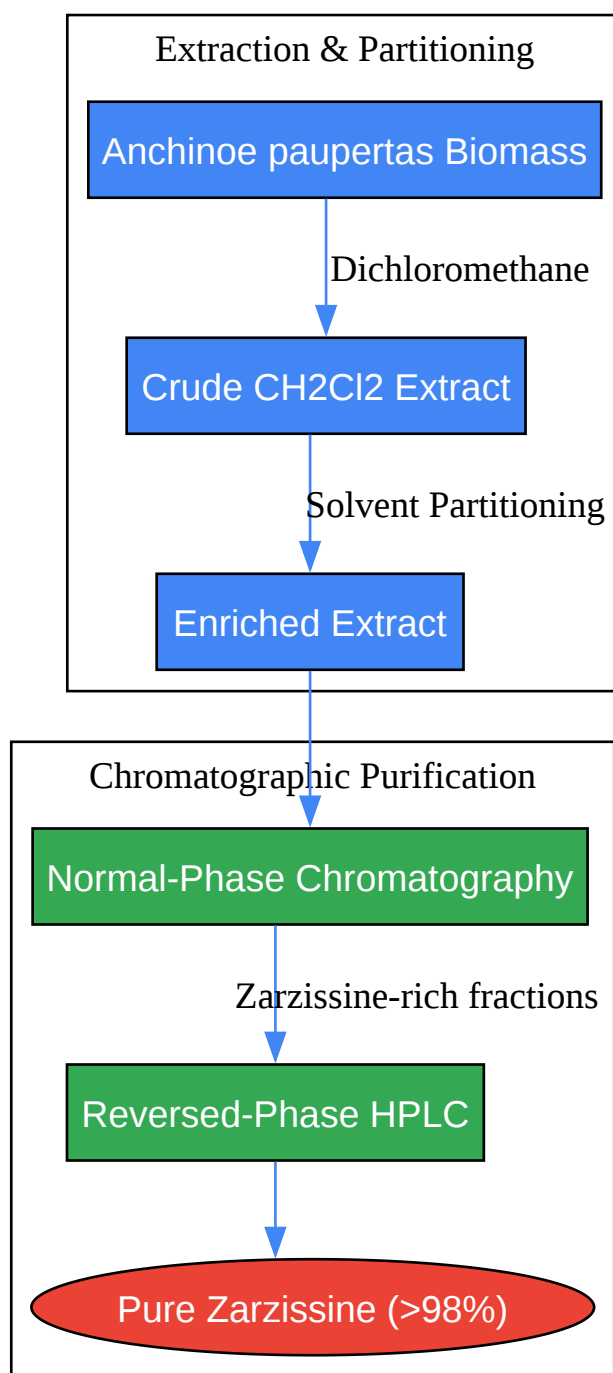 Extraction & Partitioning
Anchinoe paupertas Biomass
Dichloromethane
Crude CH2Cl2 Extract
Solvent Partitioning
Enriched Extract
Chromatographic Purification
Normal-Phase Chromatography
Zarzissine-rich fractions
Reversed-Phase HPLC
Pure Zarzissine (>98%)